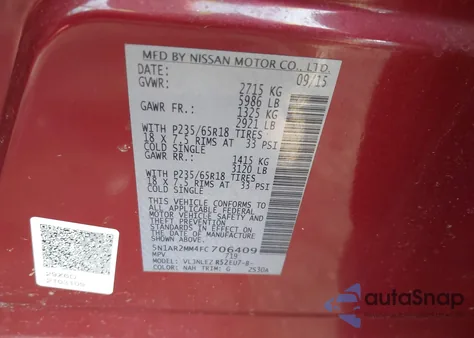 MFD BY NISSAN MOTOR CO., LTD.
DATE: 09/15
GVWR: 2715 KG
5986 LB
GAWR FR.: 1325 KG
2921 LB
WITH P235/65R18 TIRES
18 X 7.5 RIMS AT 33 PSI
COLD SINGLE
GAWR RR: 1415 KG
3120 LB
WITH P235/65R18 TIRES
18 X 7.5 RIMS AT 33 PSI
COLD SINGLE
THIS VEHICLE CONFORMS TO
ALL APPLICABLE FEDERAL
MOTOR VEHICLE SAFETY
STANDARDS IN EFFECT ON
THE DATE OF MANUFACTURE
SHOWN ABOVE.
5N1AR2MM4FC706409
MPV 719
MODEL: R52EU7-B-
COLOR: NAH TRIM: G 253DA
autoSnap